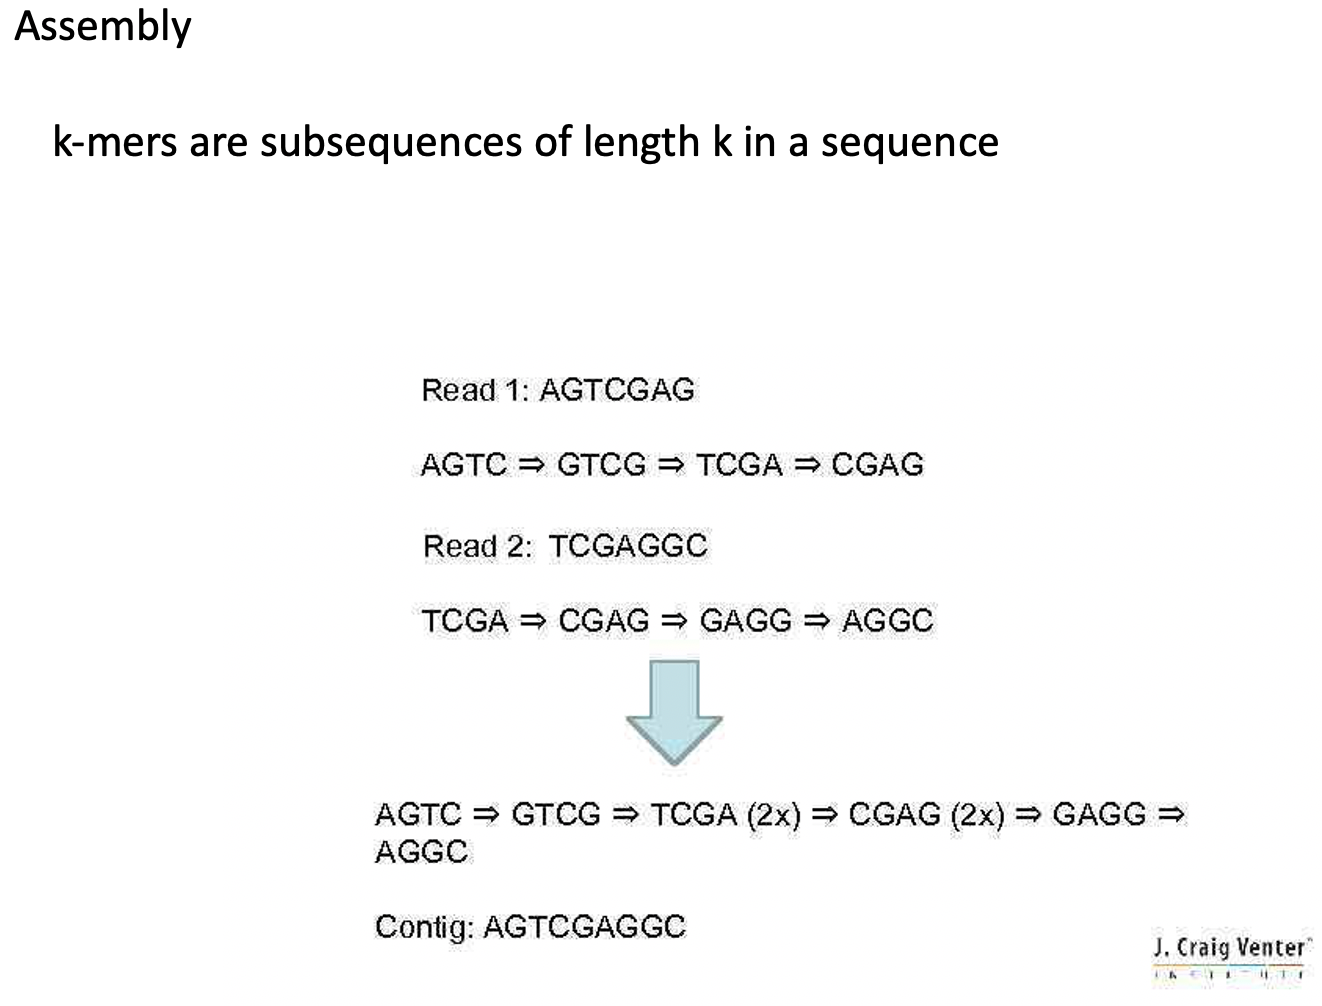 Assembly
k-mers are subsequences of length k in a sequence
Read 1: AGTCGAG
AGTC ⇒ GTCG ⇒ TCGA ⇒ CGAG
Read 2: TCGAGGC
TCGA ⇒ CGAG ⇒ GAGG ⇒ AGGC
AGTC ⇒ GTCG ⇒ TCGA (2x) ⇒ CGAG (2x) ⇒ GAGG ⇒
AGGC
Contig: AGTCGAGGC
J. Craig Venter™
INSTITUTE